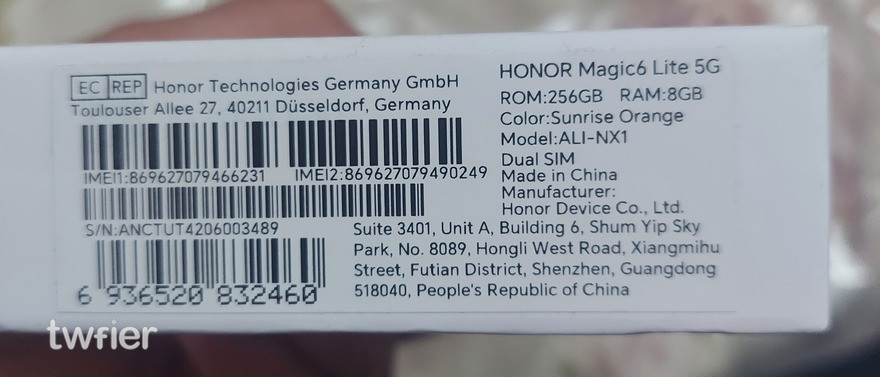 EC REP Honor Technologies Germany GmbH
Toulouser Allee 27, 40211 Düsseldorf, Germany
IMEI1:869627079466231 IMEI2:869627079490249
S/N:ANCTUT4206003489
6 936520 832460
HONOR Magic6 Lite 5G
ROM:256GB RAM:8GB
Color:Sunrise Orange
Model:ALI-NX1
Dual SIM
Made in China
Manufacturer:
Honor Device Co., Ltd.
Suite 3401, Unit A, Building 6, Shum Yip Sky
Park, No. 8089, Hongli West Road, Xiangmihu
Street, Futian District, Shenzhen, Guangdong
518040, People's Republic of China
twfier